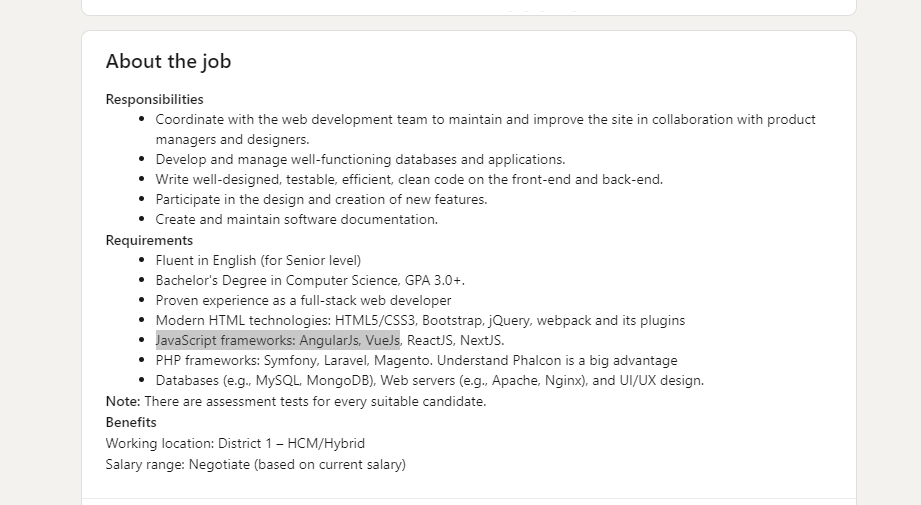 About the job
Responsibilities
Coordinate with the web development team to maintain and improve the site in collaboration with product
managers and designers.
Develop and manage well-functioning databases and applications.
Write well-designed, testable, efficient, clean code on the front-end and back-end.
Participate in the design and creation of new features.
Create and maintain software documentation.
Requirements
Fluent in English (for Senior level)
Bachelor's Degree in Computer Science, GPA 3.0+.
Proven experience as a full-stack web developer
Modern HTML technologies: HTML5/CSS3, Bootstrap, jQuery, webpack and its plugins
JavaScript frameworks: AngularJs, VueJs, ReactJS, NextJS.
PHP frameworks: Symfony, Laravel, Magento. Understand Phalcon is a big advantage
Databases (e.g., MySQL, MongoDB), Web servers (e.g., Apache, Nginx), and UI/UX design.
Note: There are assessment tests for every suitable candidate.
Benefits
Working location: District 1 – HCM/Hybrid
Salary range: Negotiate (based on current salary)